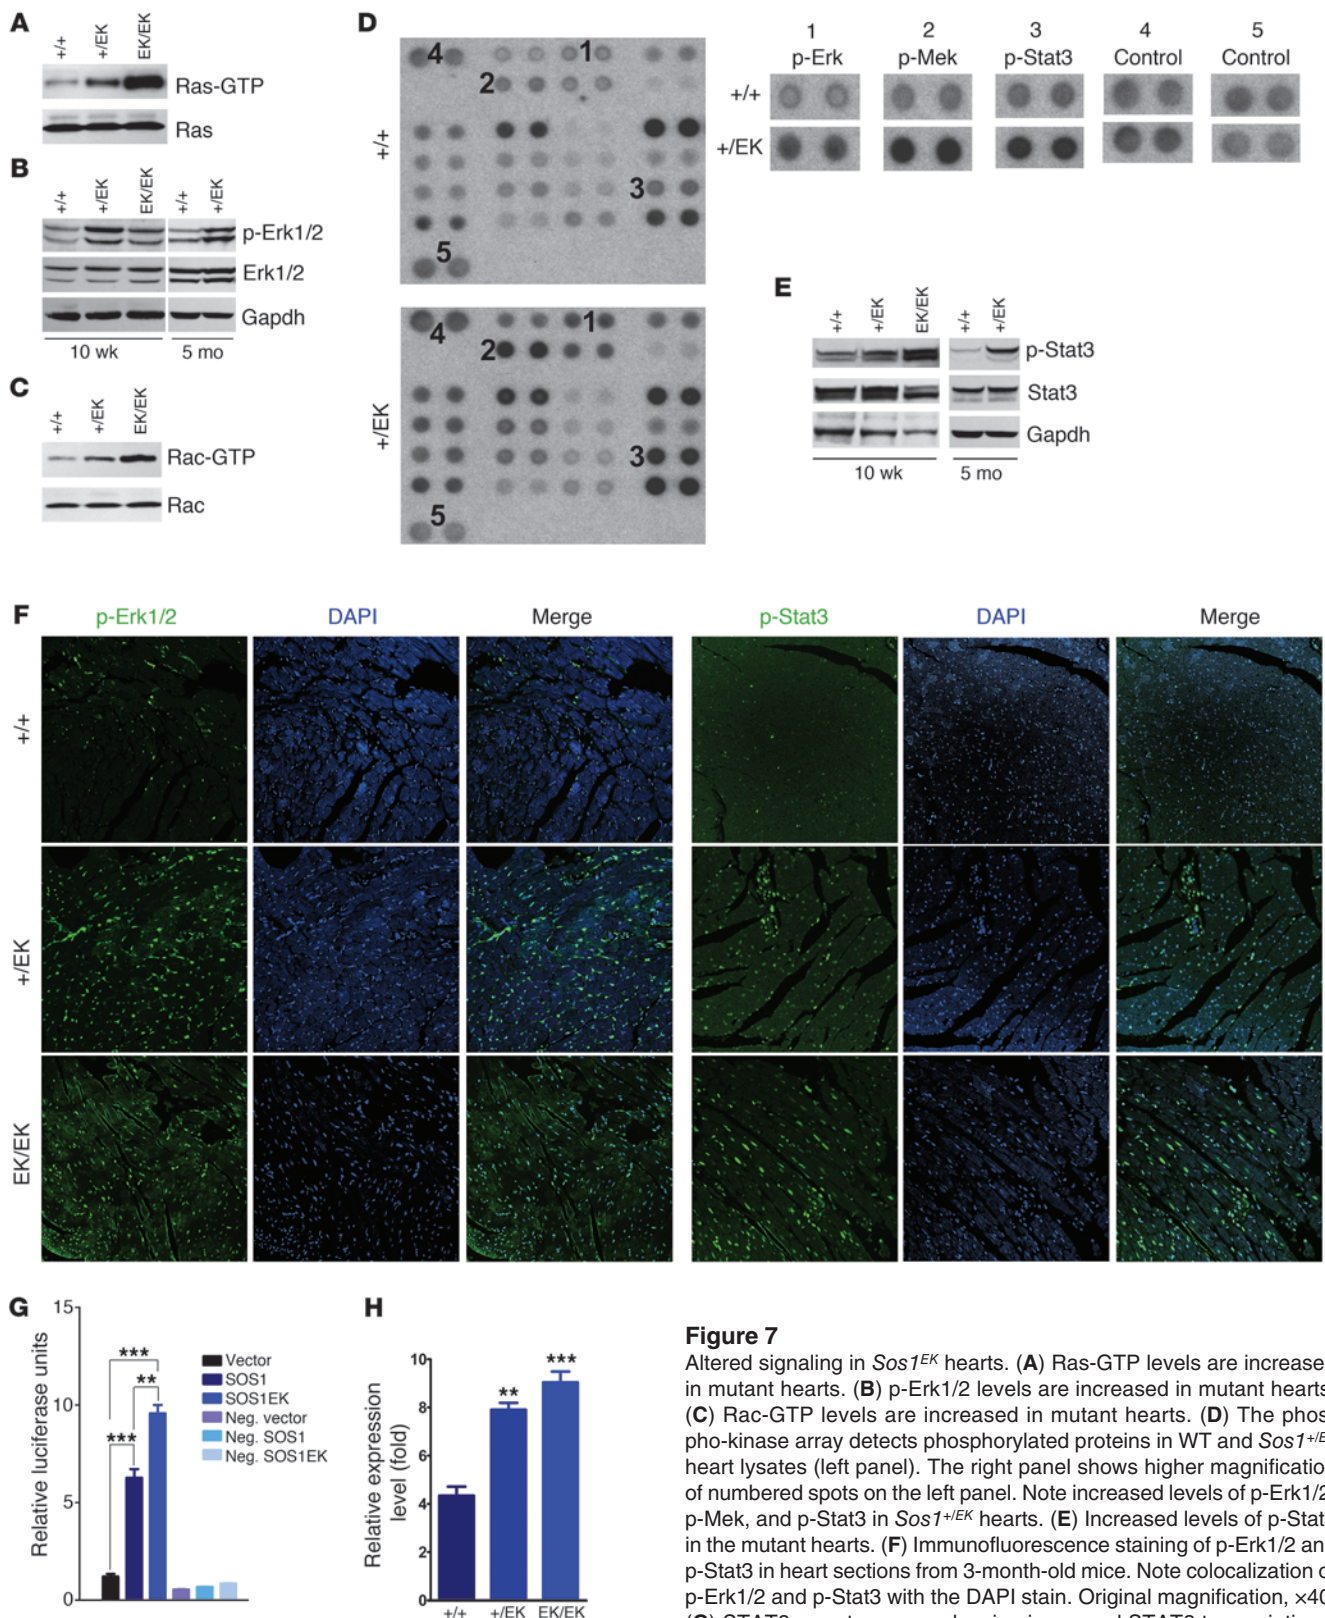 A
+/+
+/EK
EK/EK
Ras-GTP
Ras
B
+/+
+/EK
EK/EK
+/+
+/EK
p-Erk1/2
Erk1/2
Gapdh
10 wk
5 mo
C
+/+
+/EK
EK/EK
Rac-GTP
Rac
D
+/+
4
1
2
3
5
+/EK
4
1
2
3
5
1
2
3
4
5
p-Erk
p-Mek
p-Stat3
Control
Control
+/+
+/EK
E
+/+
+/EK
EK/EK
+/+
+/EK
p-Stat3
Stat3
Gapdh
10 wk
5 mo
F
p-Erk1/2
DAPI
Merge
p-Stat3
DAPI
Merge
+/+
+/EK
EK/EK
G
Relative luciferase units
15
10
5
0
***
**
***
Vector
SOS1
SOS1EK
Neg. vector
Neg. SOS1
Neg. SOS1EK
H
Relative expression
level (fold)
10
8
6
4
2
0
**
***
+/+
+/EK
EK/EK
Figure 7
Altered signaling in Sos1EK hearts. (A) Ras-GTP levels are increase
in mutant hearts. (B) p-Erk1/2 levels are increased in mutant hearts
(C) Rac-GTP levels are increased in mutant hearts. (D) The phos
pho-kinase array detects phosphorylated proteins in WT and Sos1+/E
heart lysates (left panel). The right panel shows higher magnificatio
of numbered spots on the left panel. Note increased levels of p-Erk1/2
p-Mek, and p-Stat3 in Sos1+/EK hearts. (E) Increased levels of p-Stat
in the mutant hearts. (F) Immunofluorescence staining of p-Erk1/2 an
p-Stat3 in heart sections from 3-month-old mice. Note colocalization o
p-Erk1/2 and p-Stat3 with the DAPI stain. Original magnification, ×40